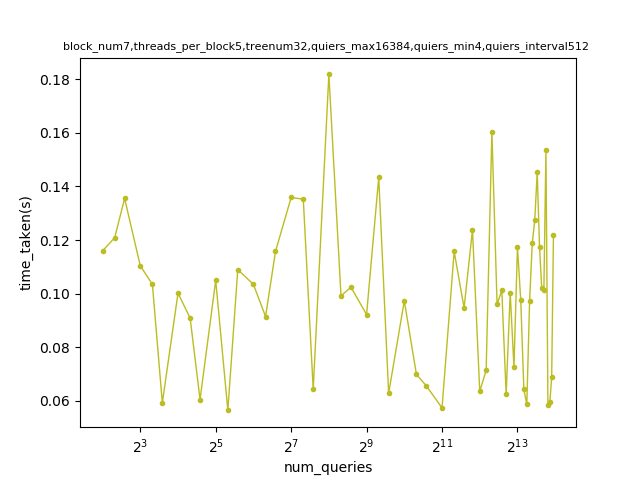 block_num7,threads_per_block5,treenum32,quiers_max16384,quiers_min4,quiers_interval512
0.18
0.16
0.14
0.12
0.10
0.08
0.06
time_taken(s)
2^3 2^5 2^7 2^9 2^11 2^13
num_queries